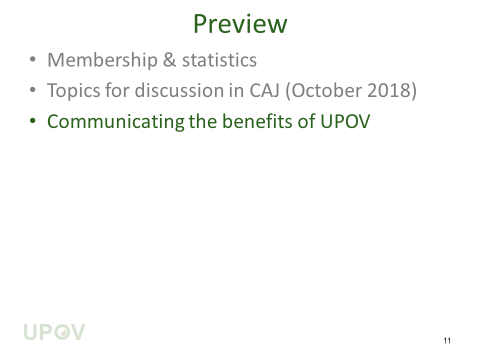 Preview
• Membership & statistics
• Topics for discussion in CAJ (October 2018)
• Communicating the benefits of UPOV
UPOV
11